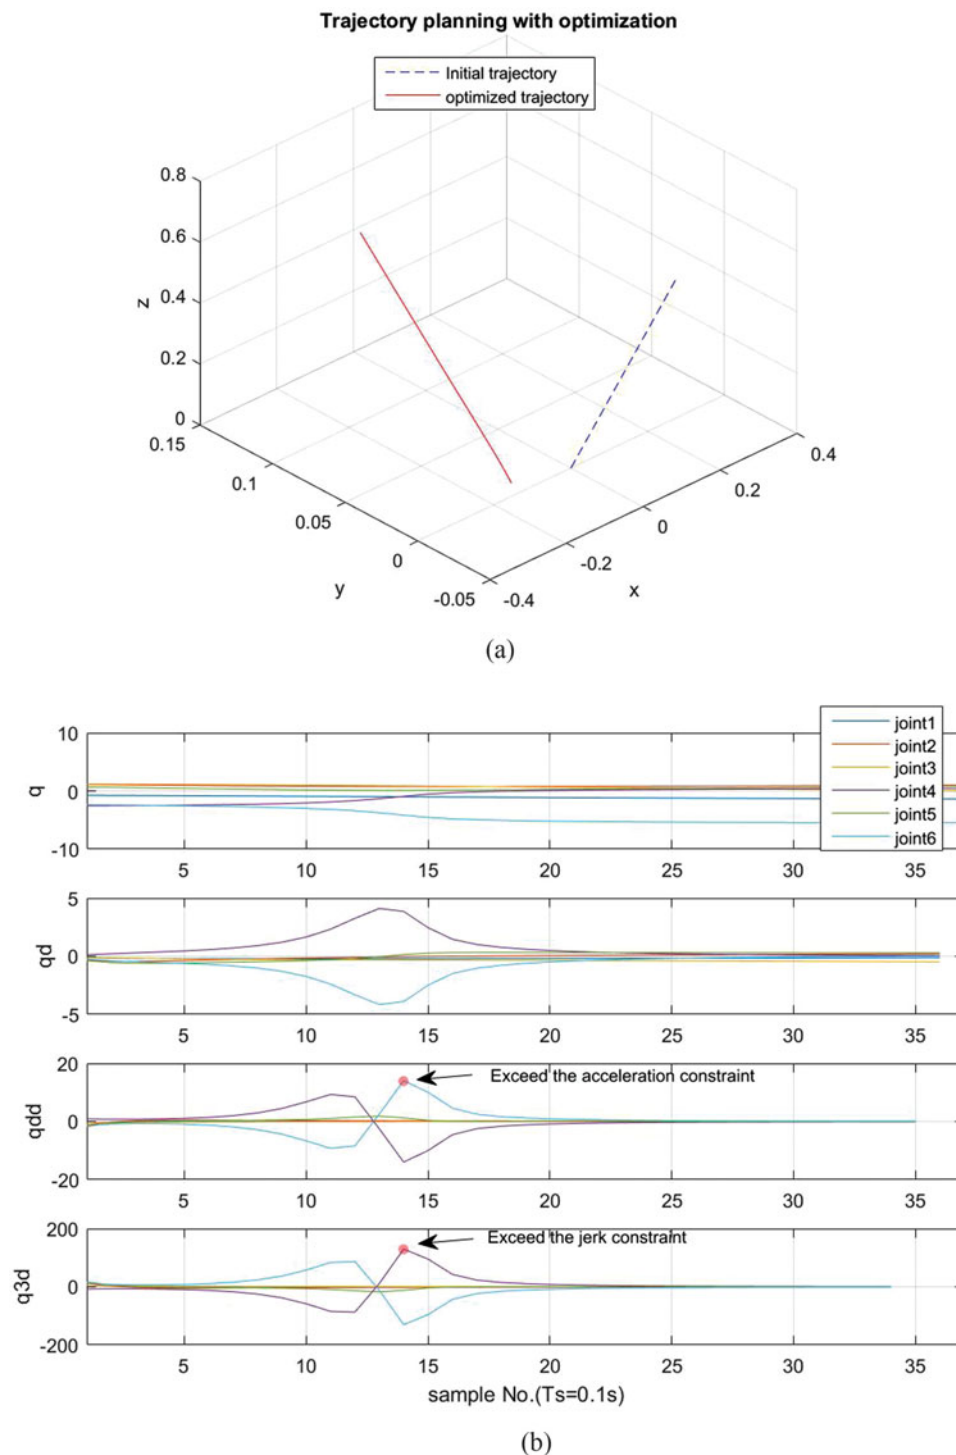 Trajectory planning with optimization
Initial trajectory
optimized trajectory
0.8
0.6
0.4
0.2
0
z
0.15
0.1
0.05
0
-0.05
y
-0.4
-0.2
0
0.2
0.4
x
(a)
joint1
joint2
joint3
joint4
joint5
joint6
10
0
-10
q
5 10 15 20 25 30 35
5
0
-5
qd
5 10 15 20 25 30 35
20
0
-20
qdd
Exceed the acceleration constraint
5 10 15 20 25 30 35
200
0
-200
q3d
Exceed the jerk constraint
5 10 15 20 25 30 35
sample No.(Ts=0.1s)
(b)